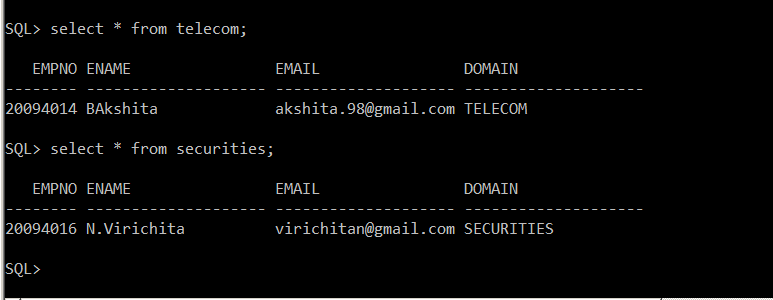 SQL> select * from telecom;
   EMPNO ENAME                EMAIL                DOMAIN
-------- -------------------- -------------------- --------------------
20094014 BAkshita             akshita.98@gmail.com TELECOM
SQL> select * from securities;
   EMPNO ENAME                EMAIL                DOMAIN
-------- -------------------- -------------------- --------------------
20094016 N.Virichita          virichitan@gmail.com SECURITIES
SQL>